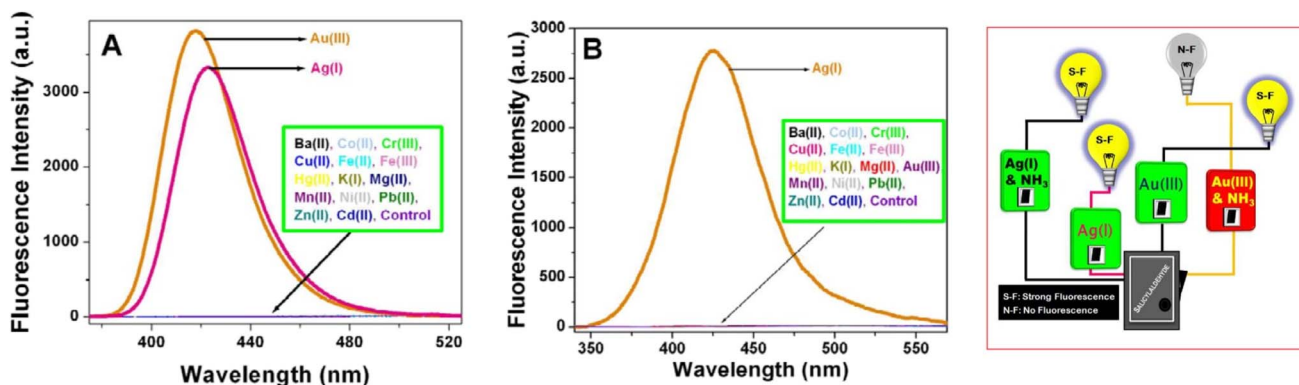 A
Fluorescence Intensity (a.u.)
3000
2000
1000
0
400
440
480
520
Wavelength (nm)
Au(III)
Ag(I)
Ba(II), Co(II), Cr(III),
Cu(II), Fe(II), Fe(III)
Hg(II), K(I), Mg(II),
Mn(II), Ni(II), Pb(II),
Zn(II), Cd(II), Control
B
Fluorescence Intensity (a.u.)
3000
2500
2000
1500
1000
500
0
350
400
450
500
550
Wavelength (nm)
Ag(I)
Ba(II), Co(II), Cr(III),
Cu(II), Fe(II), Fe(III)
Hg(II), K(I), Mg(II), Au(III)
Mn(II), Ni(II), Pb(II),
Zn(II), Cd(II), Control
N-F
S-F
S-F
S-F
Ag(I)
& NH3
Ag(I)
Au(III)
Au(III)
& NH3
SALICYLALDEHYDE
S-F: Strong Fluorescence
N-F: No Fluorescence